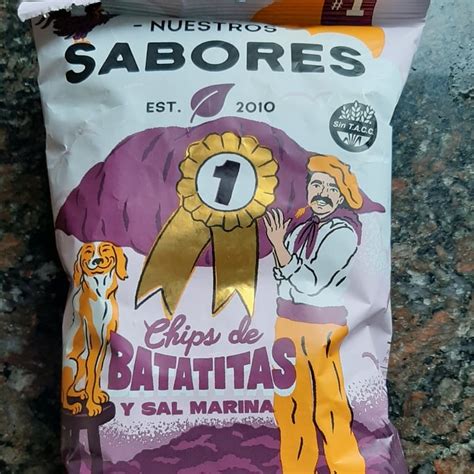 #1
- NUESTROS -
SABORES
EST. 2010
Sin T.A.C.C.
1
Chips de
BATATITAS
Y SAL MARINA